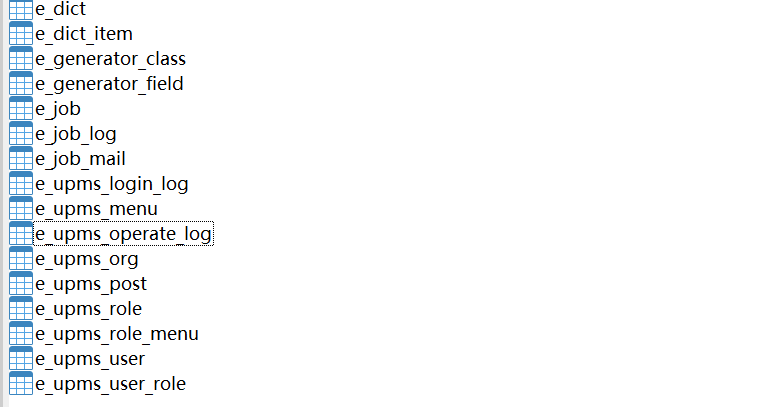 e_dict
e_dict_item
e_generator_class
e_generator_field
e_job
e_job_log
e_job_mail
e_upms_login_log
e_upms_menu
e_upms_operate_log
e_upms_org
e_upms_post
e_upms_role
e_upms_role_menu
e_upms_user
e_upms_user_role